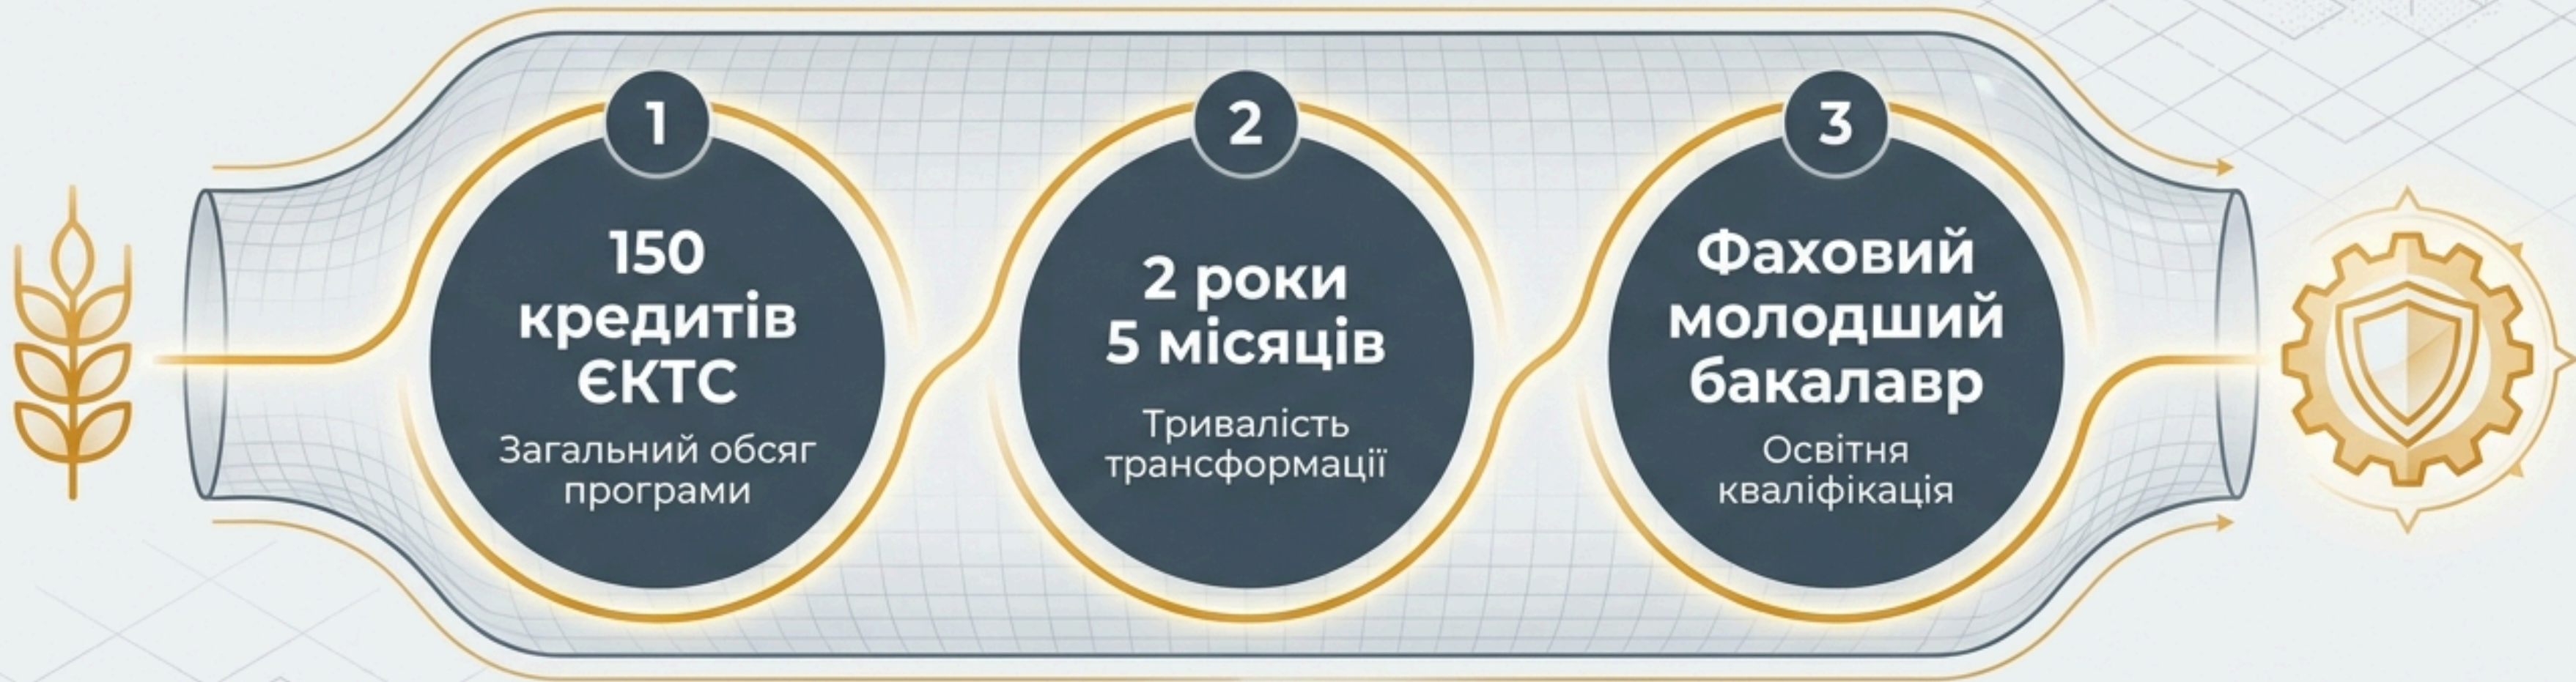 1
150
кредитів
ЄКТС
Загальний обсяг
програми
2
2 роки
5 місяців
Тривалість
трансформації
3
Фаховий
молодший
бакалавр
Освітня
кваліфікація